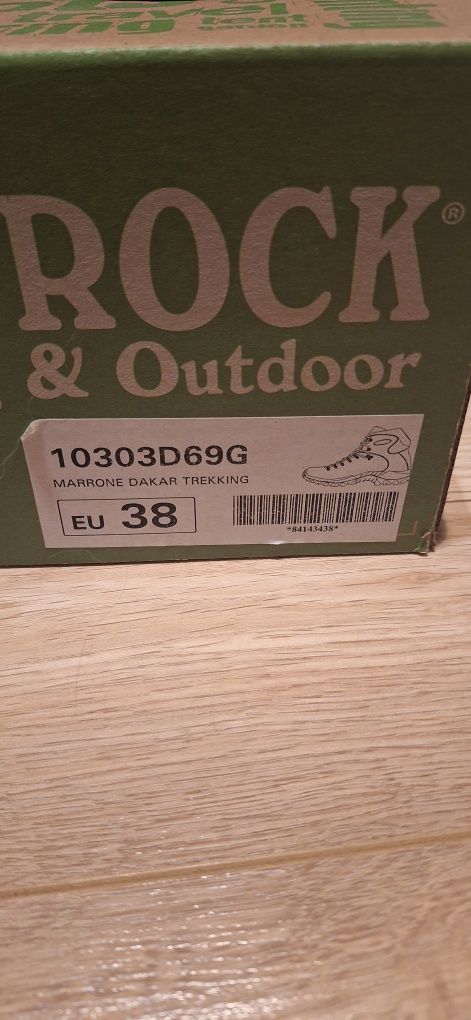 ROCK®
& Outdoor
10303D69G
MARRONE DAKAR TREKKING
EU 38
*84143438*